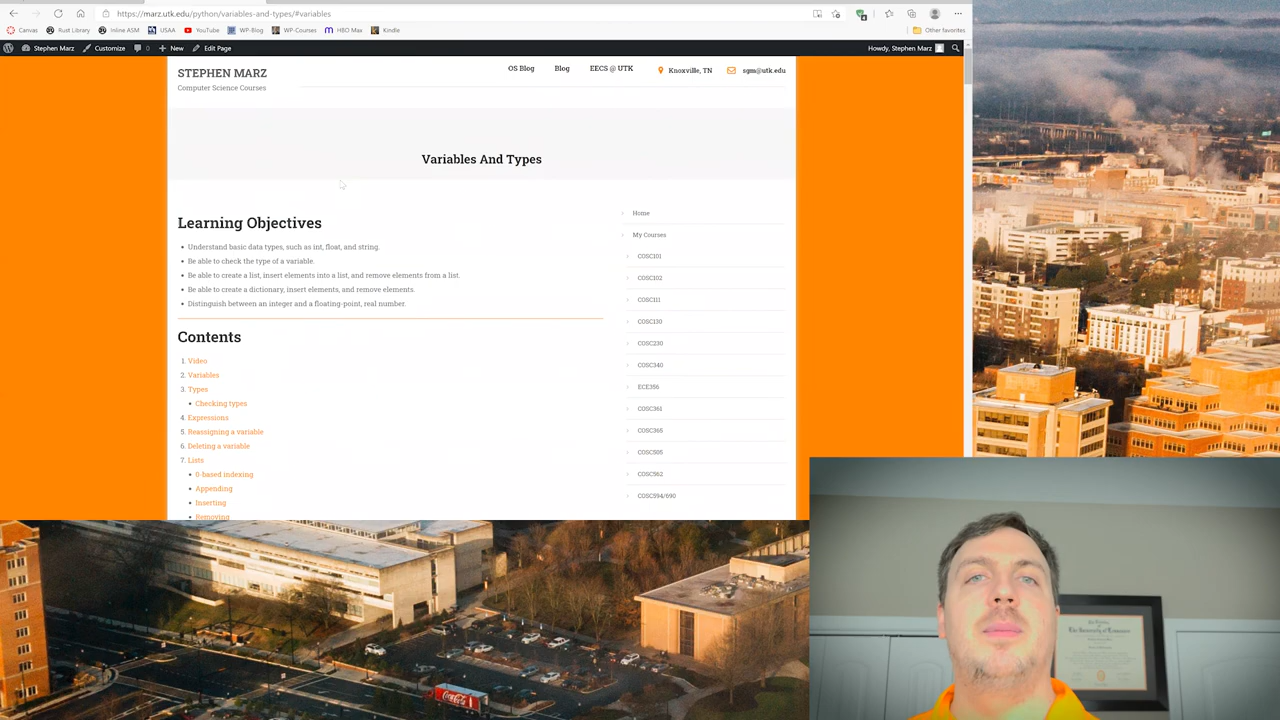 https://marz.utk.edu/python/variables-and-types/#variables
Canvas Rust Library Inline ASM USAA YouTube WP-Blog WP-Courses HBO Max Kindle Other favorites
Stephen Marz Customize 0 New Edit Page Howdy, Stephen Marz
STEPHEN MARZ
Computer Science Courses
OS Blog Blog EECS @ UTK Knoxville, TN sgm@utk.edu
Variables And Types
Learning Objectives
Understand basic data types, such as int, float, and string.
Be able to check the type of a variable.
Be able to create a list, insert elements into a list, and remove elements from a list.
Be able to create a dictionary, insert elements, and remove elements.
Distinguish between an integer and a floating-point, real number.
Contents
1. Video
2. Variables
3. Types
Checking types
4. Expressions
5. Reassigning a variable
6. Deleting a variable
7. Lists
0-based indexing
Appending
Inserting
Removing
Home
My Courses
COSC101
COSC102
COSC111
COSC130
COSC230
COSC340
ECE356
COSC361
COSC365
COSC505
COSC562
COSC594/690
Coca-Cola
The University of Tennessee